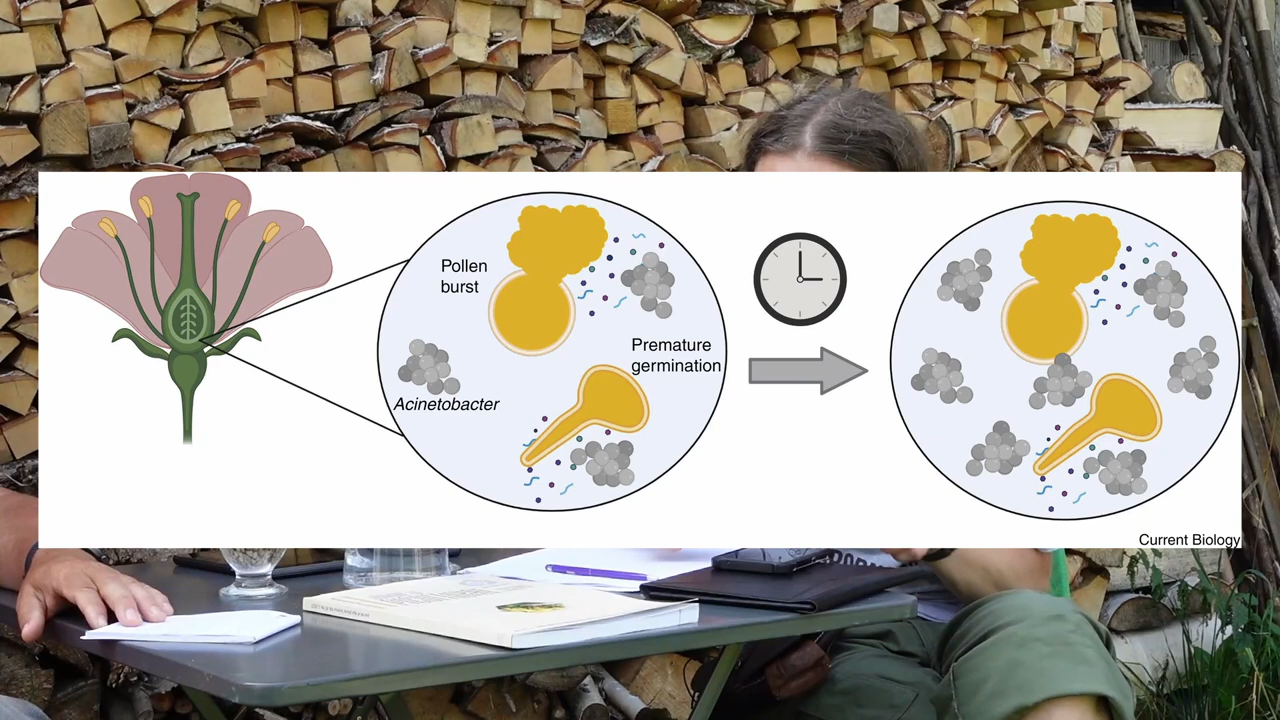 Pollen
burst
Premature
germination
Acinetobacter
Current Biology